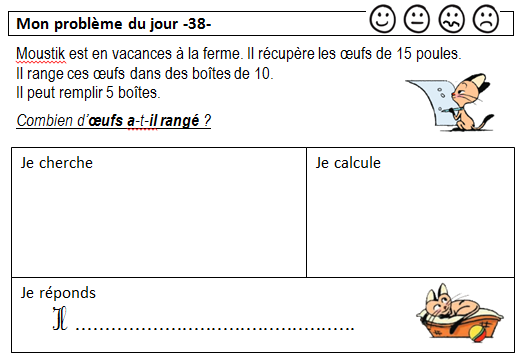 Mon problème du jour -38-
Moustik est en vacances à la ferme. Il récupère les œufs de 15 poules.
Il range ces œufs dans des boîtes de 10.
Il peut remplir 5 boîtes.
Combien d'œufs a-t-il rangé ?
Je cherche
Je calcule
Je réponds
Il ................................................